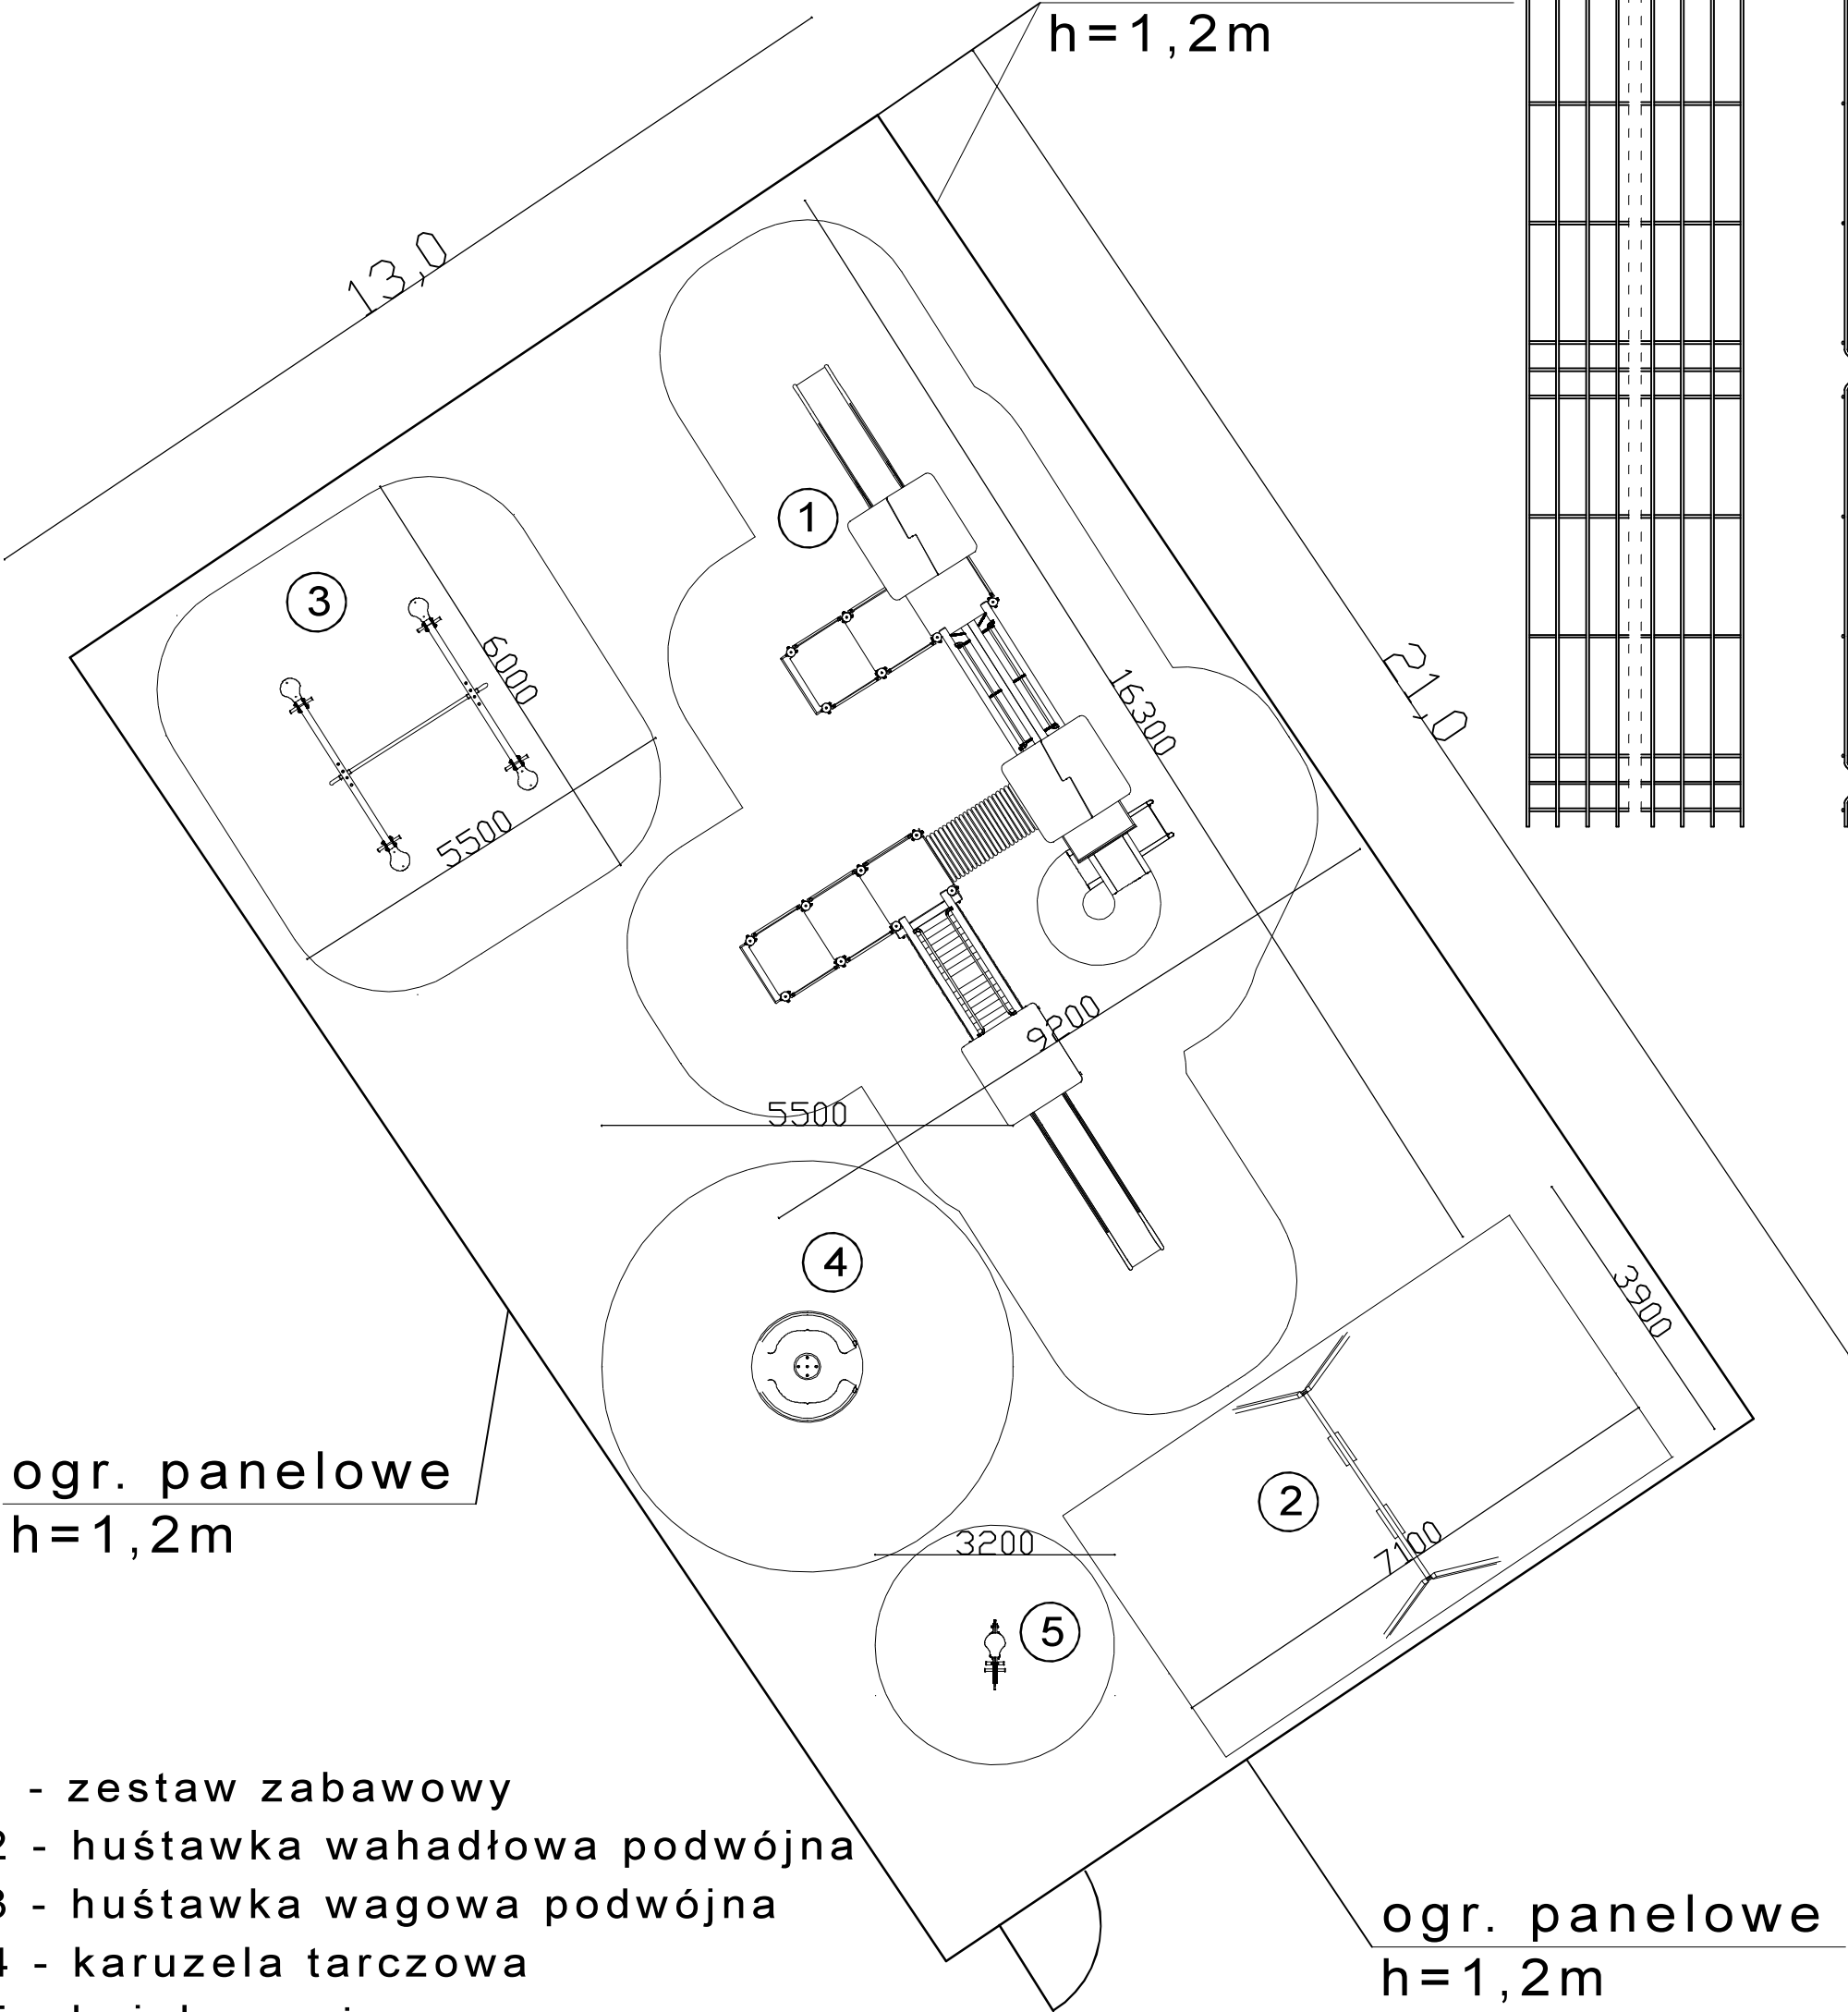 h=1,2m
13,0
1
3
6000
16300
21,0
5500
9200
5500
4
3900
ogr. panelowe
h=1,2m
2
7100
3200
5
- zestaw zabawowy
2 - huśtawka wahadłowa podwójna
3 - huśtawka wagowa podwójna
4 - karuzela tarczowa
ogr. panelowe
h=1,2m